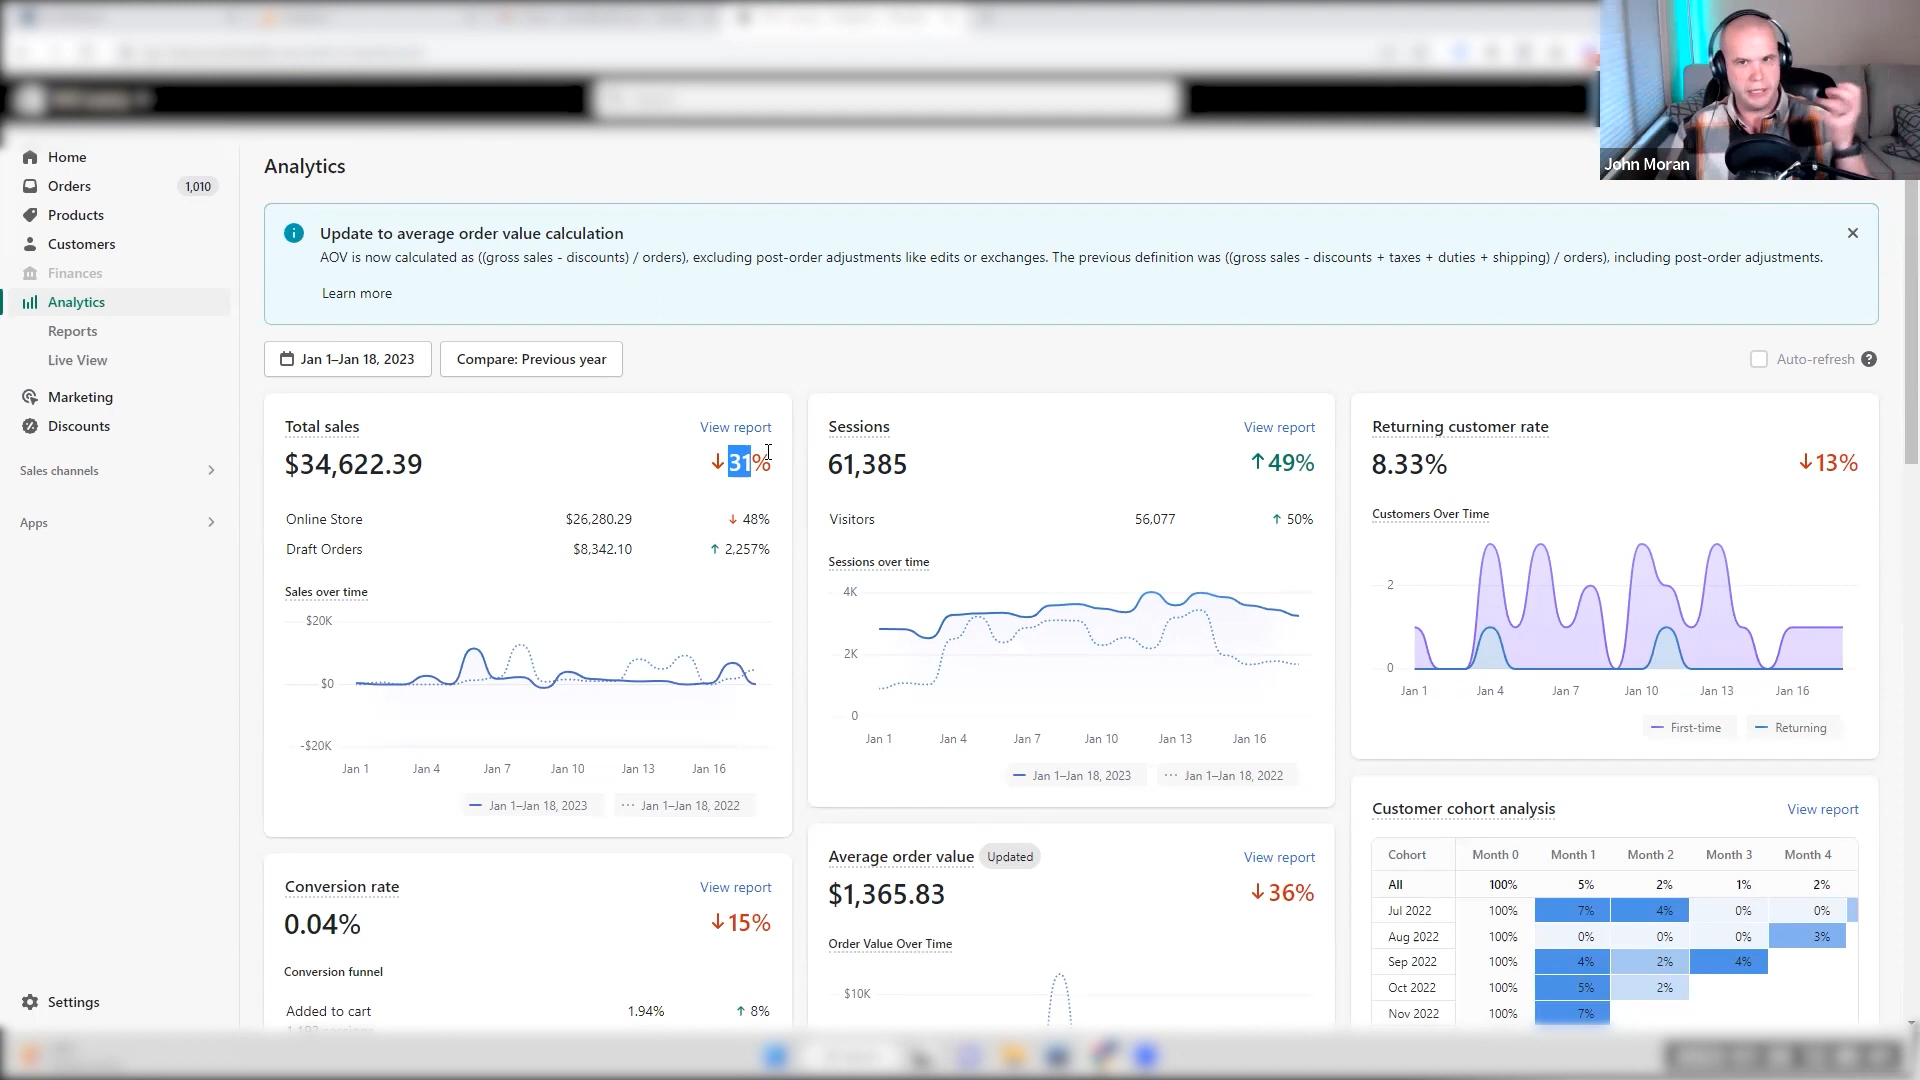 John Moran
Home
Orders 1,010
Products
Customers
Finances
Analytics
Reports
Live View
Marketing
Discounts
Sales channels
Apps
Settings
Analytics
Update to average order value calculation
AOV is now calculated as ((gross sales - discounts) / orders), excluding post-order adjustments like edits or exchanges. The previous definition was ((gross sales - discounts + taxes + duties + shipping) / orders), including post-order adjustments.
Learn more
Jan 1–Jan 18, 2023 Compare: Previous year Auto-refresh
Total sales View report
$34,622.39 ↓31%
Online Store $26,280.29 ↓ 48%
Draft Orders $8,342.10 ↑ 2,257%
Sales over time
$20K
$0
-$20K
Jan 1 Jan 4 Jan 7 Jan 10 Jan 13 Jan 16
Jan 1–Jan 18, 2023 Jan 1–Jan 18, 2022
Conversion rate View report
0.04% ↓15%
Conversion funnel
Added to cart 1.94% ↑ 8%
Sessions View report
61,385 ↑49%
Visitors 56,077 ↑ 50%
Sessions over time
4K
2K
0
Jan 1 Jan 4 Jan 7 Jan 10 Jan 13 Jan 16
Jan 1–Jan 18, 2023 Jan 1–Jan 18, 2022
Average order value Updated View report
$1,365.83 ↓36%
Order Value Over Time
$10K
Returning customer rate
8.33% ↓13%
Customers Over Time
2
0
Jan 1 Jan 4 Jan 7 Jan 10 Jan 13 Jan 16
First-time Returning
Customer cohort analysis View report
Cohort Month 0 Month 1 Month 2 Month 3 Month 4
All 100% 5% 2% 1% 2%
Jul 2022 100% 7% 4% 0% 0%
Aug 2022 100% 0% 0% 0% 3%
Sep 2022 100% 4% 2% 4%
Oct 2022 100% 5% 2%
Nov 2022 100% 7%